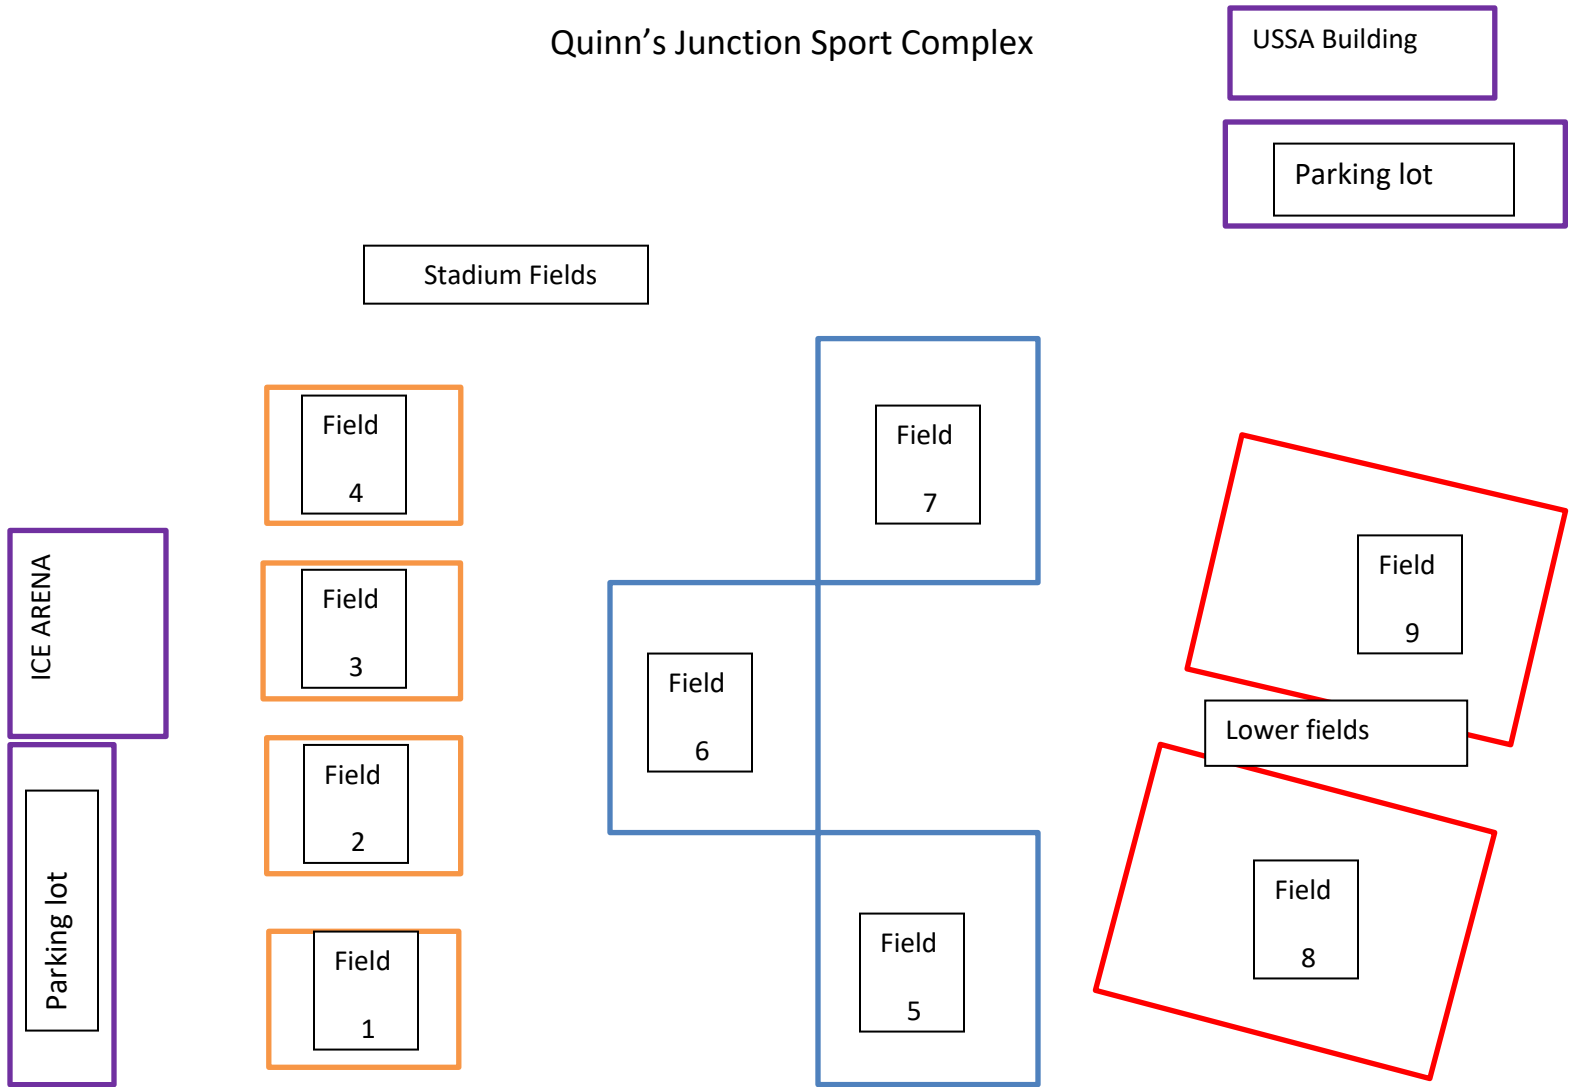 Quinn’s Junction Sport Complex
USSA Building
Parking lot
Stadium Fields
Field
4
Field
7
Field
9
ICE ARENA
Field
3
Field
6
Lower fields
Field
2
Parking lot
Field
1
Field
5
Field
8